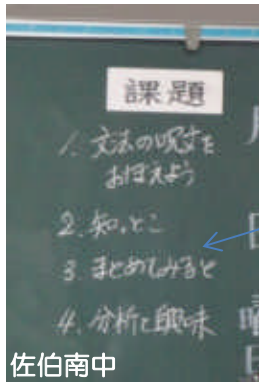 課題
1. 文法の呪文を
おぼえよう
2. 知っとこ
3. まとめてみると
4. 分析と興味
佐伯南中